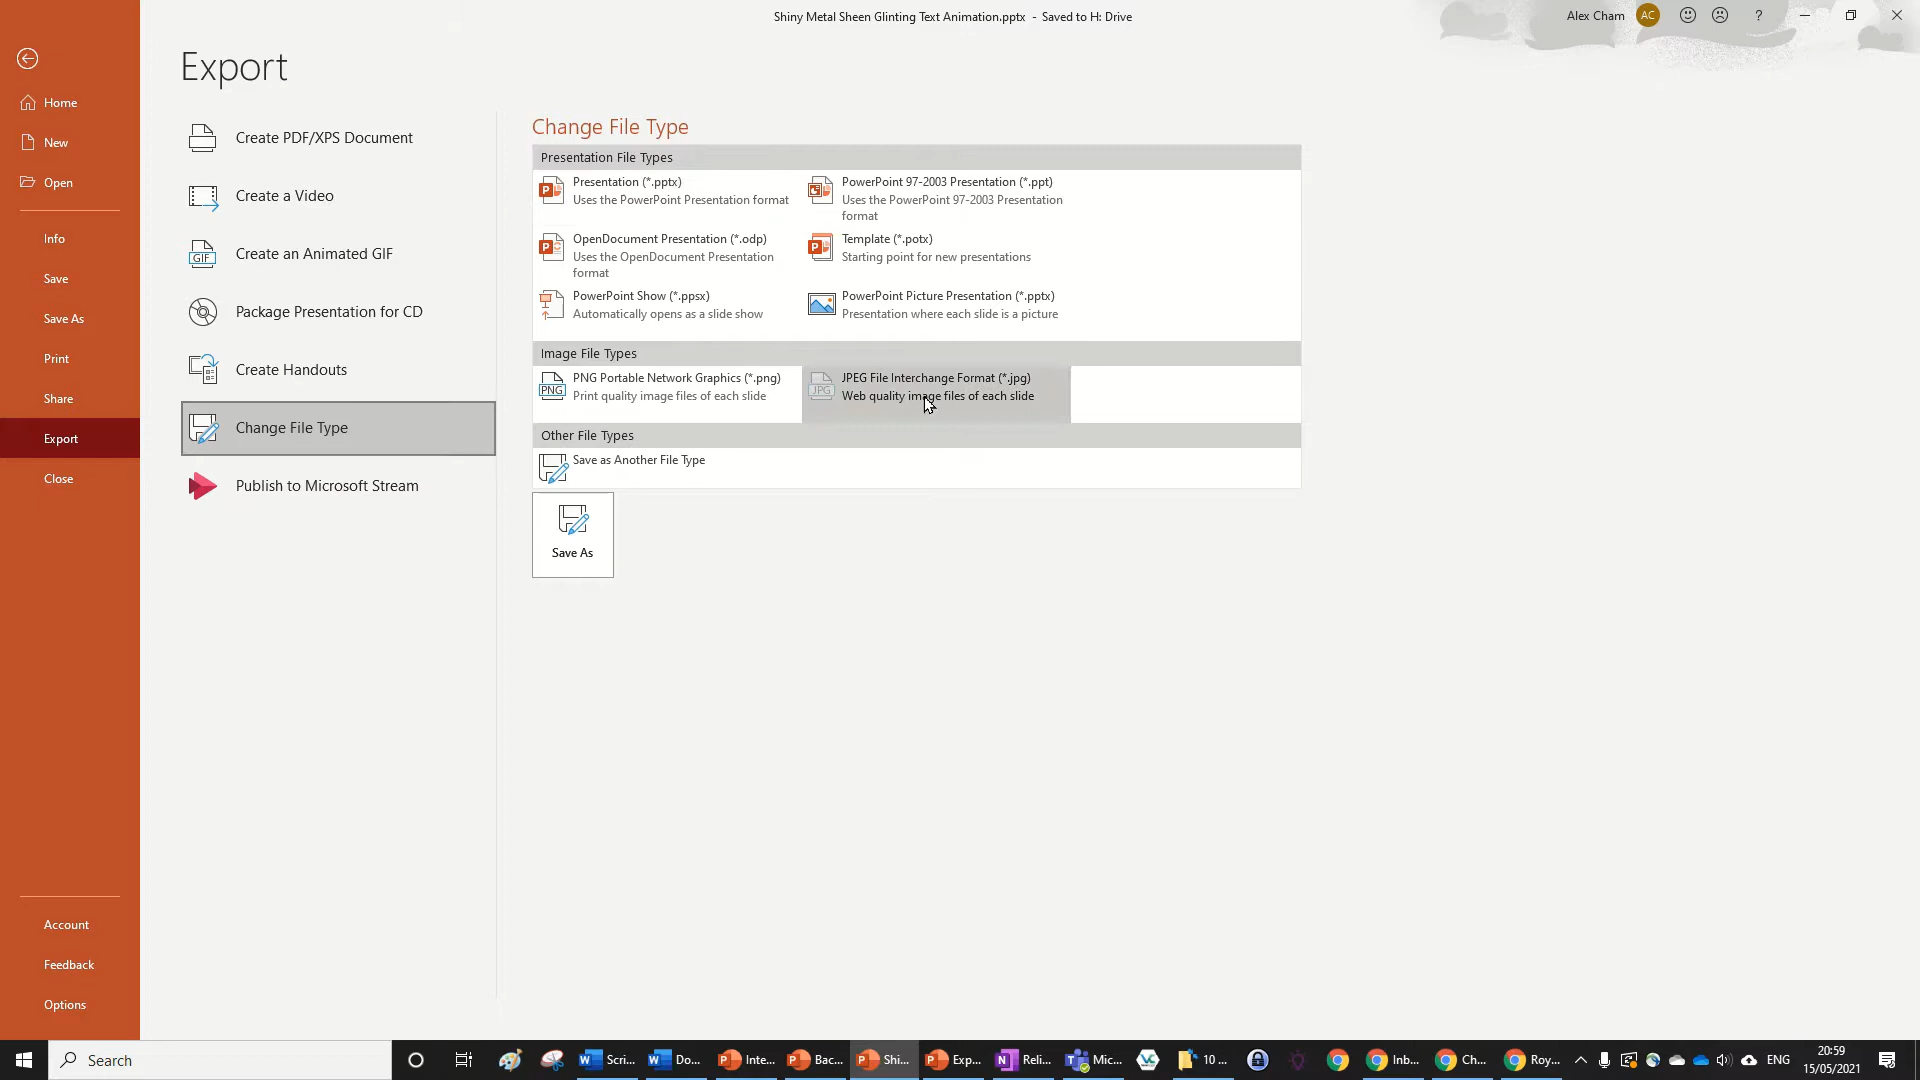 Shiny Metal Sheen Glinting Text Animation.pptx - Saved to H: Drive
Alex Cham AC ?
Export
Home
New
Open
Info
Save
Save As
Print
Share
Export
Close
Account
Feedback
Options
Create PDF/XPS Document
Create a Video
GIF Create an Animated GIF
Package Presentation for CD
Create Handouts
Change File Type
Publish to Microsoft Stream
Change File Type
Presentation File Types
Presentation (*.pptx)
Uses the PowerPoint Presentation format
PowerPoint 97-2003 Presentation (*.ppt)
Uses the PowerPoint 97-2003 Presentation
format
OpenDocument Presentation (*.odp)
Uses the OpenDocument Presentation
format
Template (*.potx)
Starting point for new presentations
PowerPoint Show (*.ppsx)
Automatically opens as a slide show
PowerPoint Picture Presentation (*.pptx)
Presentation where each slide is a picture
Image File Types
PNG Portable Network Graphics (*.png)
PNG Print quality image files of each slide
JPEG File Interchange Format (*.jpg)
JPG Web quality image files of each slide
Other File Types
Save as Another File Type
Save As
Search
Scri...
Do...
Inte...
Bac...
Shi...
Exp...
Reli...
Mic...
10 ...
Inb...
Ch...
Roy...
ENG
20:59
15/05/2021